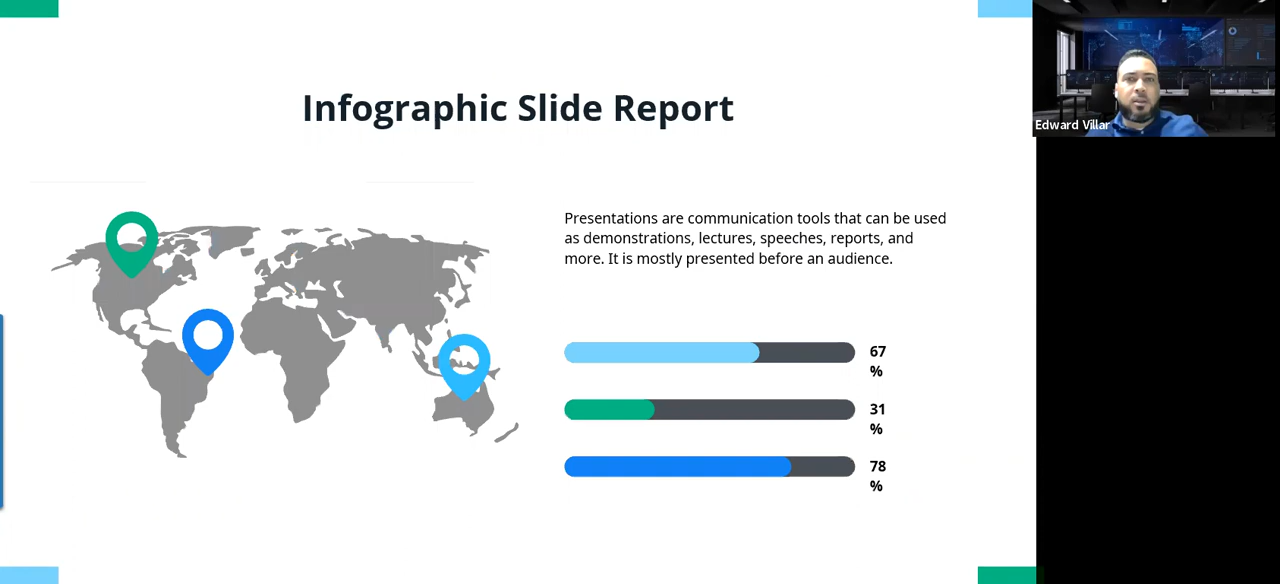 Infographic Slide Report
Edward Villar
Presentations are communication tools that can be used
as demonstrations, lectures, speeches, reports, and
more. It is mostly presented before an audience.
67
%
31
%
78
%